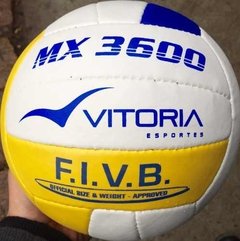 MX 3600
VITORIA
ESPORTES
F.I.V.B.
OFFICIAL SIZE & WEIGHT - APPROVED